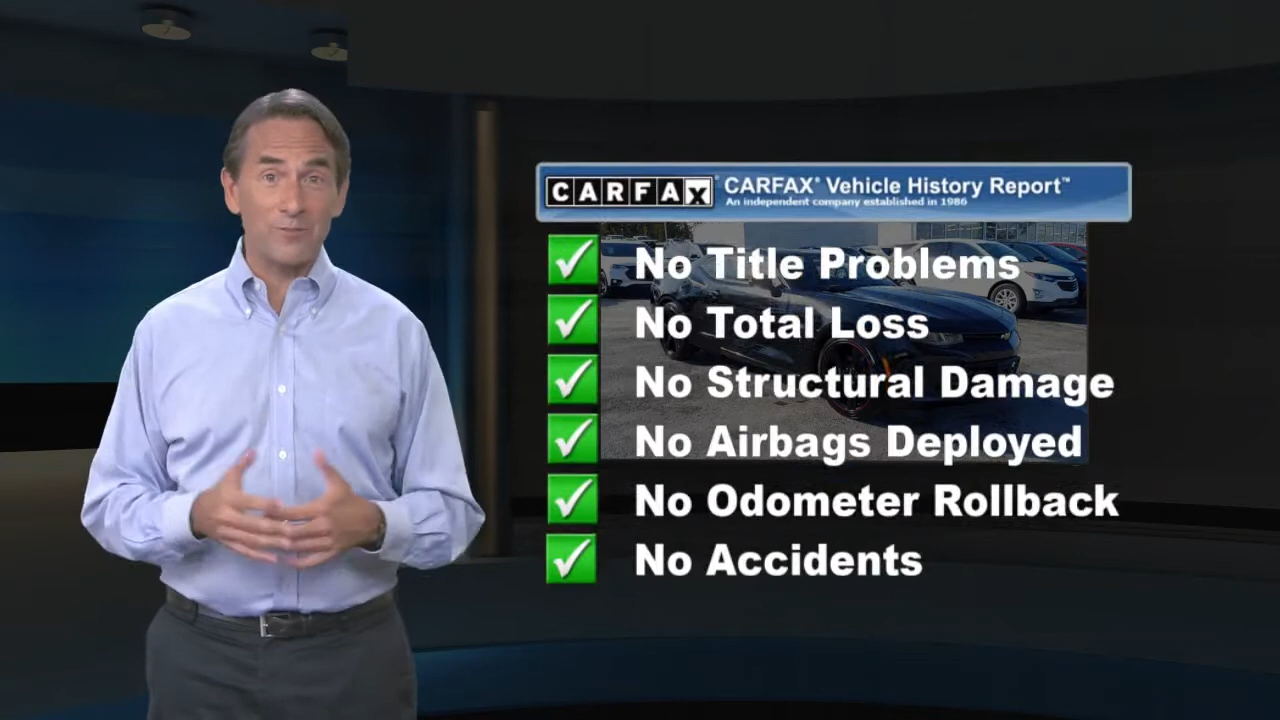 CARFAX® CARFAX® Vehicle History Report™
An independent company established in 1986
No Title Problems
No Total Loss
No Structural Damage
No Airbags Deployed
No Odometer Rollback
No Accidents